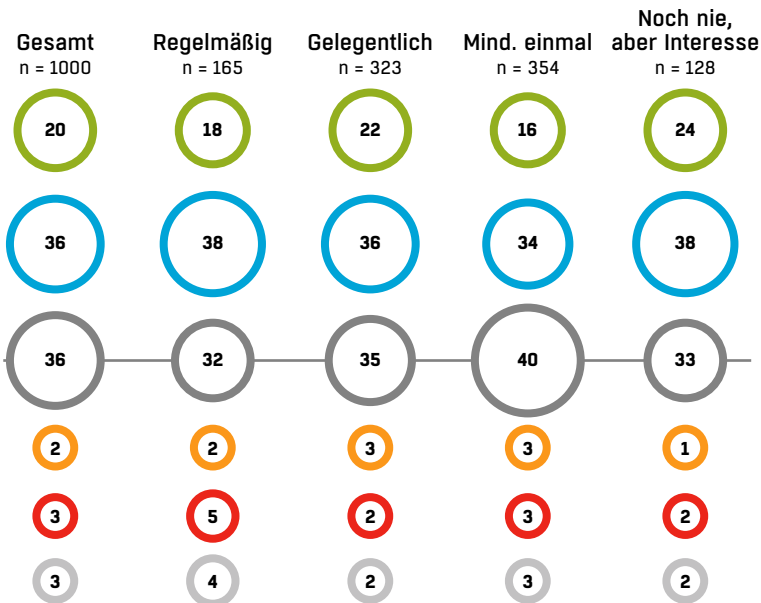 Gesamt Regelmäßig Gelegentlich Mind. einmal Noch nie,
aber Interesse
n = 1000 n = 165 n = 323 n = 354 n = 128
20 18 22 16 24
36 38 36 34 38
36 32 35 40 33
2 2 3 3 1
3 5 2 3 2
3 4 2 3 2